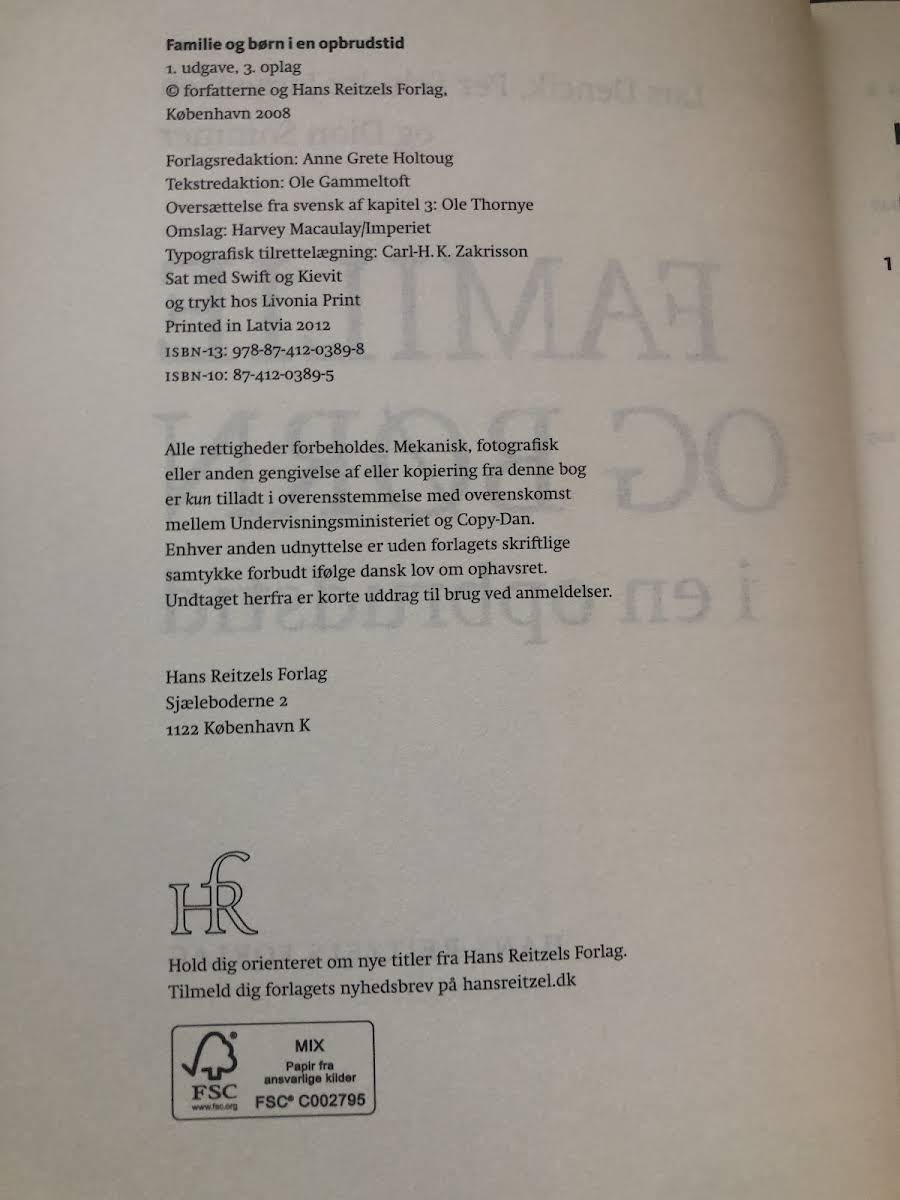 Familie og børn i en opbrudstid
1. udgave, 3. oplag
© forfatterne og Hans Reitzels Forlag,
København 2008
Forlagsredaktion: Anne Grete Holtoug
Tekstredaktion: Ole Gammeltoft
Oversættelse fra svensk af kapitel 3: Ole Thornye
Omslag: Harvey Macaulay/Imperiet
Typografisk tilrettelægning: Carl-H. K. Zakrisson
Sat med Swift og Kievit
og trykt hos Livonia Print
Printed in Latvia 2012
ISBN-13: 978-87-412-0389-8
ISBN-10: 87-412-0389-5
Alle rettigheder forbeholdes. Mekanisk, fotografisk
eller anden gengivelse af eller kopiering fra denne bog
er kun tilladt i overensstemmelse med overenskomst
mellem Undervisningsministeriet og Copy-Dan.
Enhver anden udnyttelse er uden forlagets skriftlige
samtykke forbudt ifølge dansk lov om ophavsret.
Undtaget herfra er korte uddrag til brug ved anmeldelser.
Hans Reitzels Forlag
Sjæleboderne 2
1122 København K
HR
Hold dig orienteret om nye titler fra Hans Reitzels Forlag.
Tilmeld dig forlagets nyhedsbrev på hansreitzel.dk
FSC
www.fsc.org
MIX
Papir fra
ansvarlige kilder
FSC® C002795
1